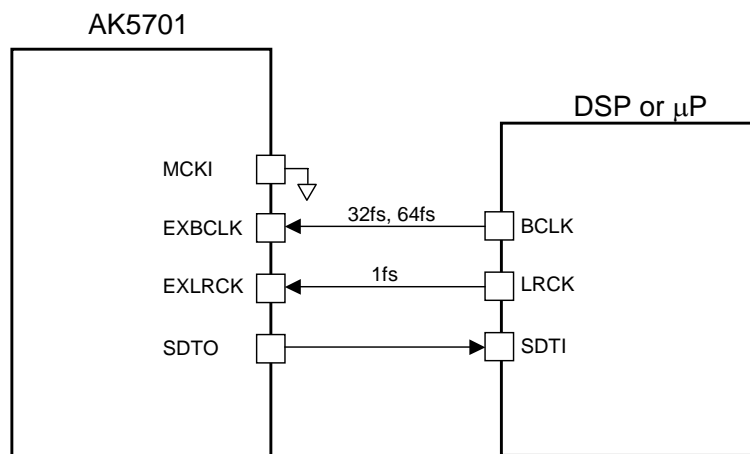 AK5701
DSP or μP
MCKI
EXBCLK
32fs, 64fs
BCLK
EXLRCK
1fs
LRCK
SDTO
SDTI